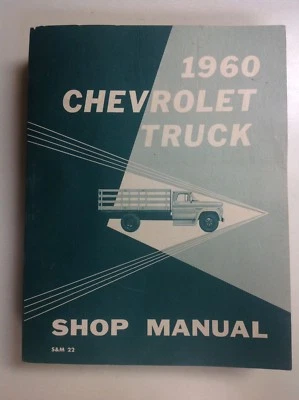 1960
CHEVROLET
TRUCK
SHOP MANUAL
S&M 22